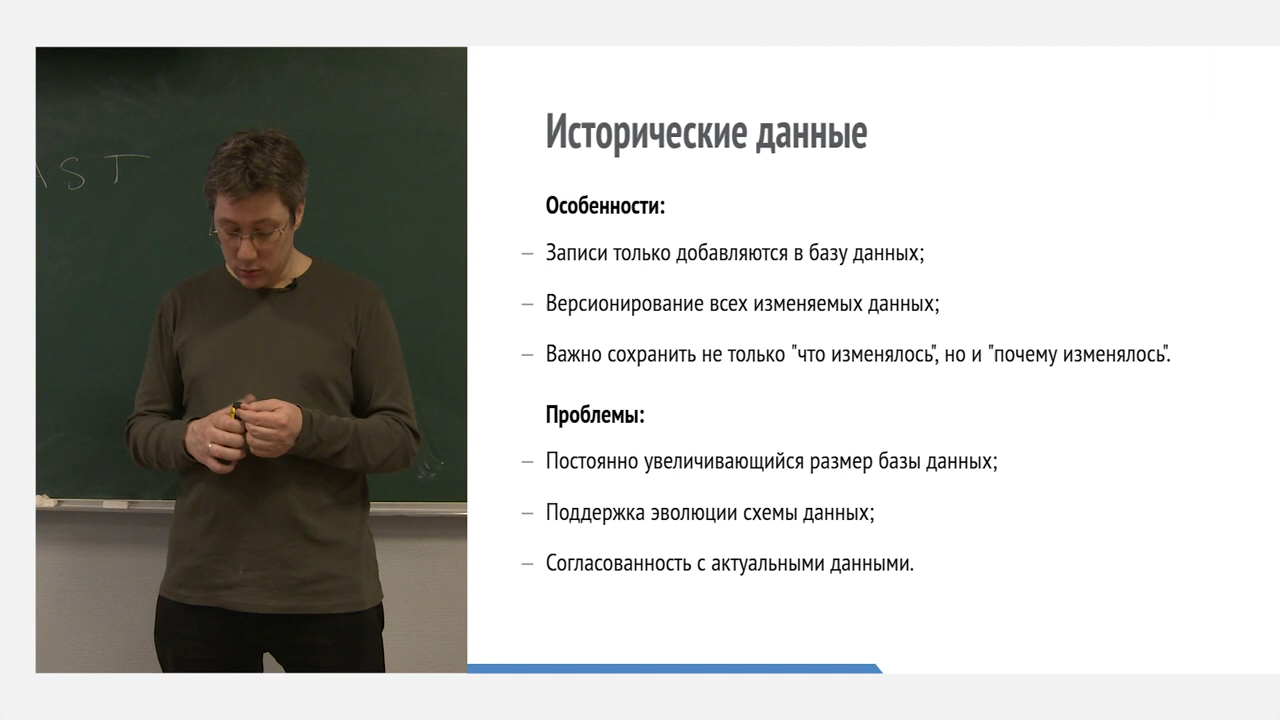 AST
Исторические данные
Особенности:
– Записи только добавляются в базу данных;
– Версионирование всех изменяемых данных;
– Важно сохранить не только "что изменялось", но и "почему изменялось".
Проблемы:
– Постоянно увеличивающийся размер базы данных;
– Поддержка эволюции схемы данных;
– Согласованность с актуальными данными.